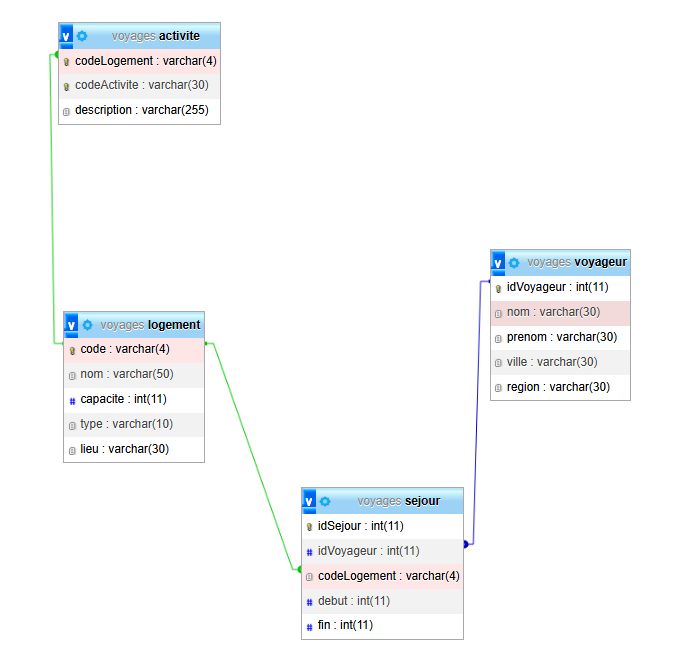 voyages activite
codeLogement : varchar(4)
codeActivite : varchar(30)
description : varchar(255)
voyages voyageur
idVoyageur : int(11)
nom : varchar(30)
prenom : varchar(30)
ville : varchar(30)
region : varchar(30)
voyages logement
code : varchar(4)
nom : varchar(50)
capacite : int(11)
type : varchar(10)
lieu : varchar(30)
voyages sejour
idSejour : int(11)
idVoyageur : int(11)
codeLogement : varchar(4)
debut : int(11)
fin : int(11)